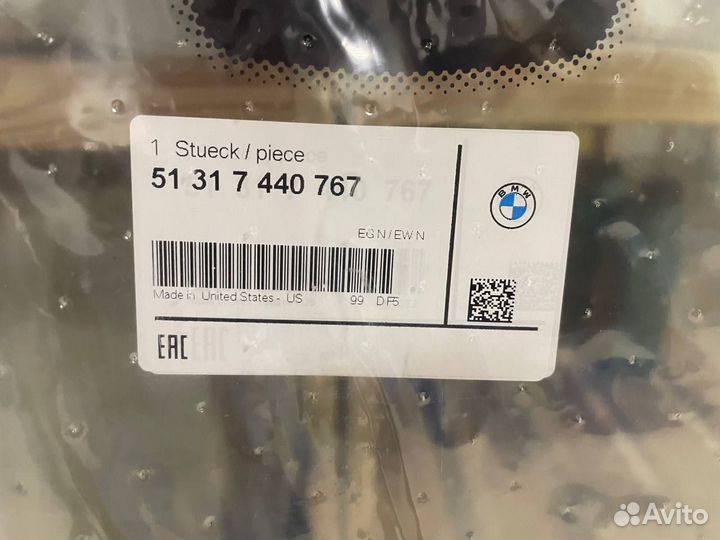 1 Stueck / piece
51 31 7 440 767
BMW
EGN/EWN
Made in United States - US 99 DF5
EAC
Avito